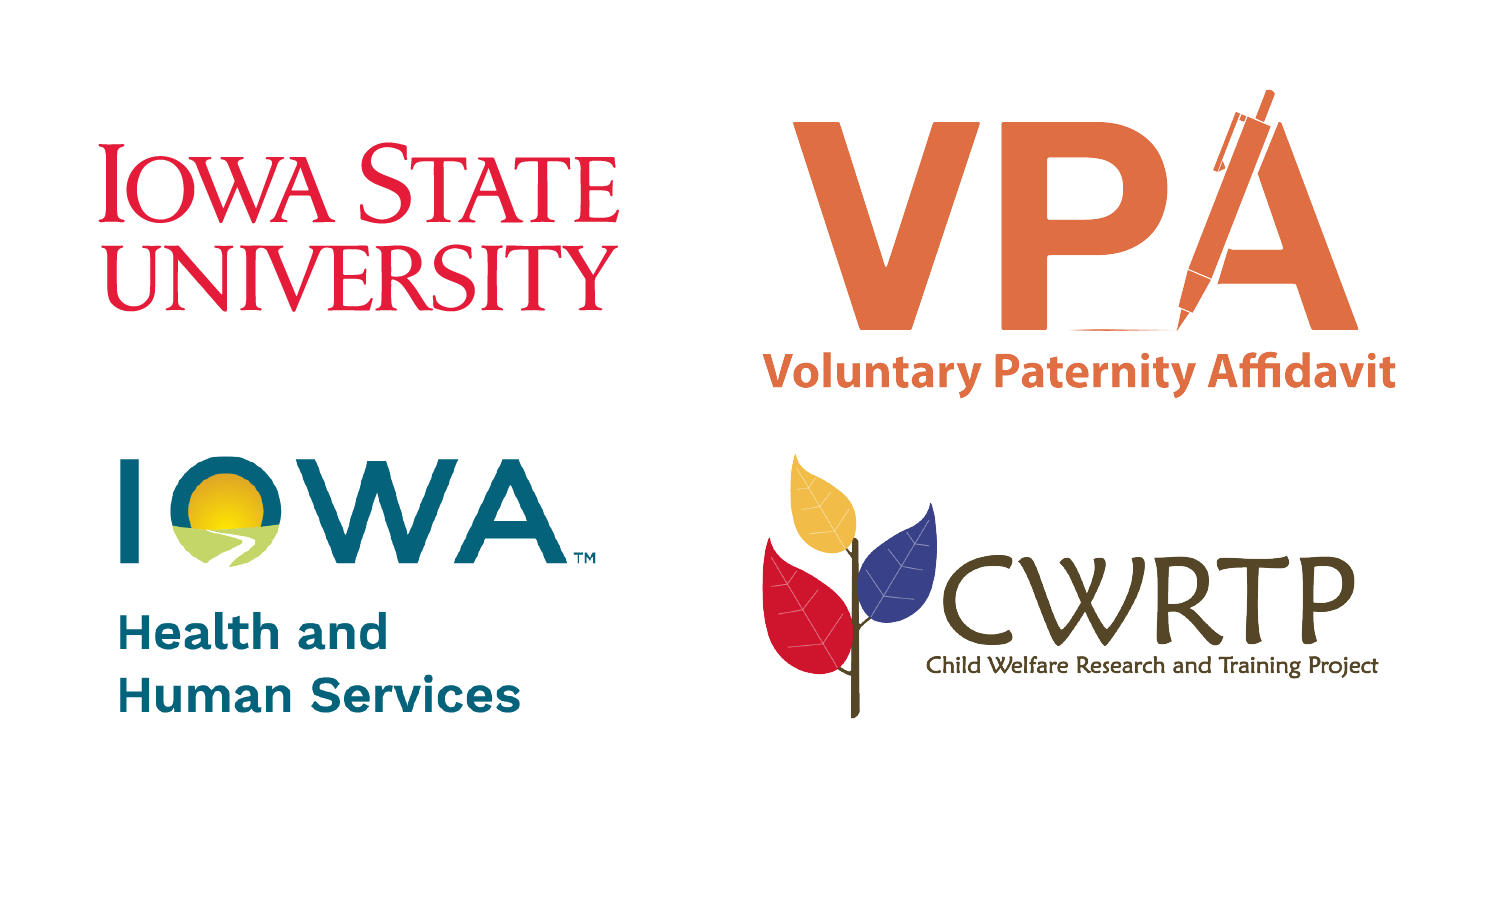 IOWA STATE
UNIVERSITY
VPA
Voluntary Paternity Affidavit
IOWA™
Health and
Human Services
CWRTP
Child Welfare Research and Training Project